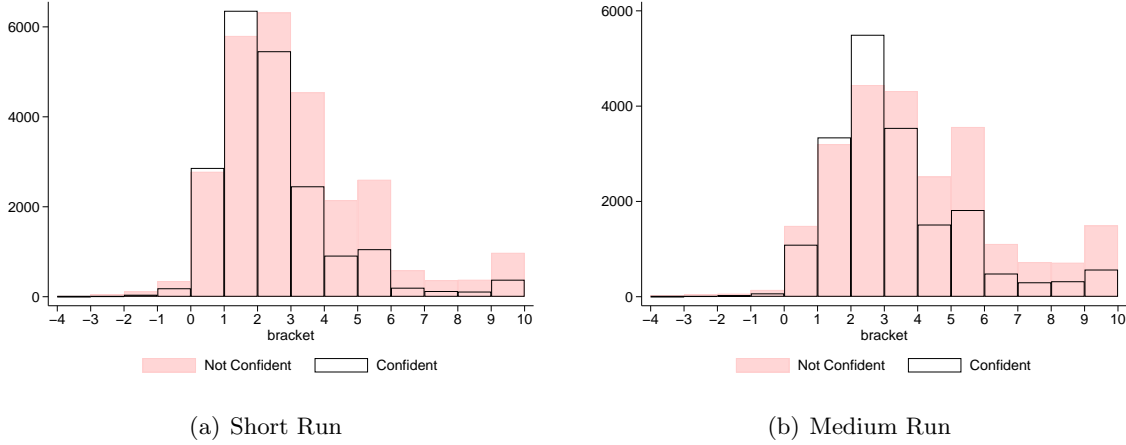 6000
4000
2000
0
−4 −3 −2 −1 0 1 2 3 4 5 6 7 8 9 10
bracket
Not Confident Confident
(a) Short Run
6000
4000
2000
0
−4 −3 −2 −1 0 1 2 3 4 5 6 7 8 9 10
bracket
Not Confident Confident
(b) Medium Run